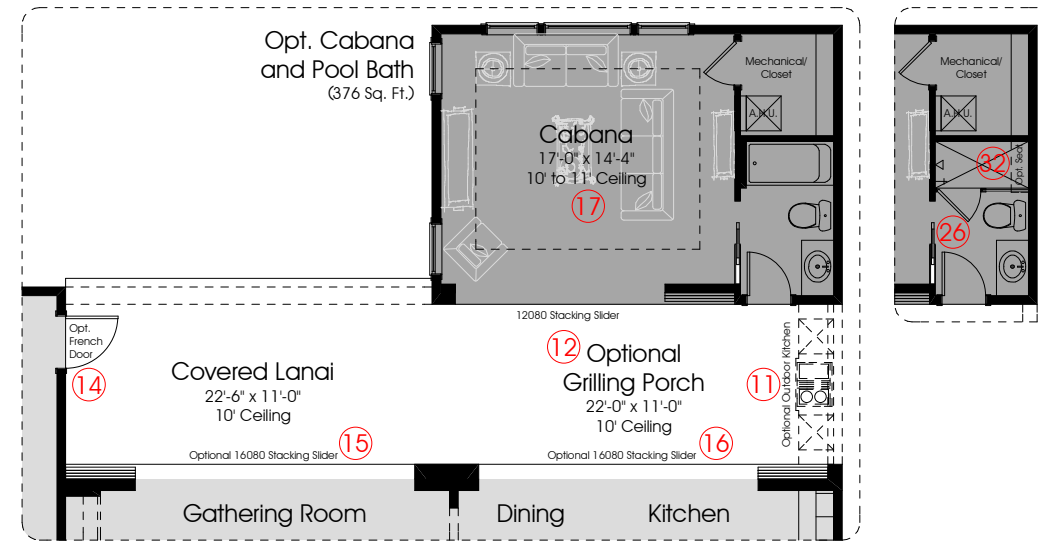 Opt. Cabana
and Pool Bath
(376 Sq. Ft.)
Mechanical/
Closet
A.H.U.
Cabana
17'-0" x 14'-4"
10' to 11' Ceiling
17
12080 Stacking Slider
Opt.
French
Door
14
Covered Lanai
22'-6" x 11'-0"
10' Ceiling
12
Optional
Grilling Porch
22'-0" x 11'-0"
10' Ceiling
11
Optional Outdoor Kitchen
Optional 16080 Stacking Slider
15
Optional 16080 Stacking Slider
16
Gathering Room
Dining
Kitchen
Mechanical/
Closet
A.H.U.
32
Opt. Seat
26